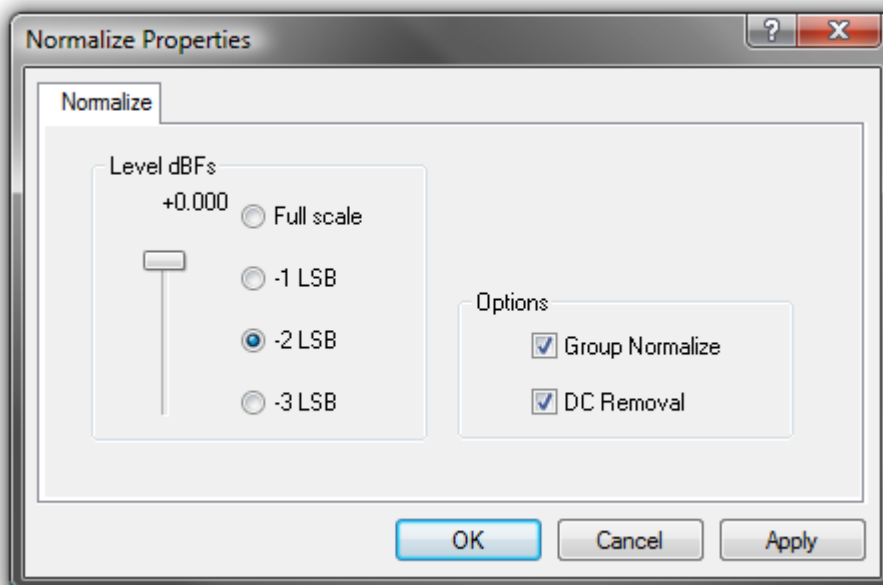 Normalize Properties
?
X
Normalize
Level dBFs
+0.000
Full scale
-1 LSB
-2 LSB
-3 LSB
Options
Group Normalize
DC Removal
OK
Cancel
Apply